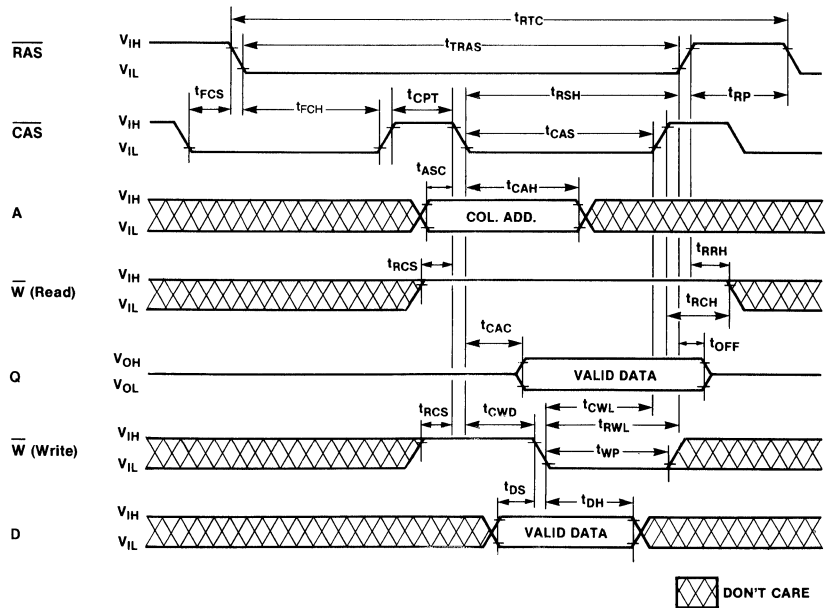 tRTC
RAS VIH
VIL
tTRAS
tFCS tFCH tCPT tRSH tRP
CAS VIH
VIL
tCAS
tASC tCAH
A VIH
VIL
COL. ADD.
tRCS tRRH
W (Read) VIH
VIL
tRCH
tCAC tOFF
Q VOH
VOL
VALID DATA
tRCS tCWD tCWL
tRWL
W (Write) VIH
VIL
tWP
tDS tDH
D VIH
VIL
VALID DATA
DON'T CARE